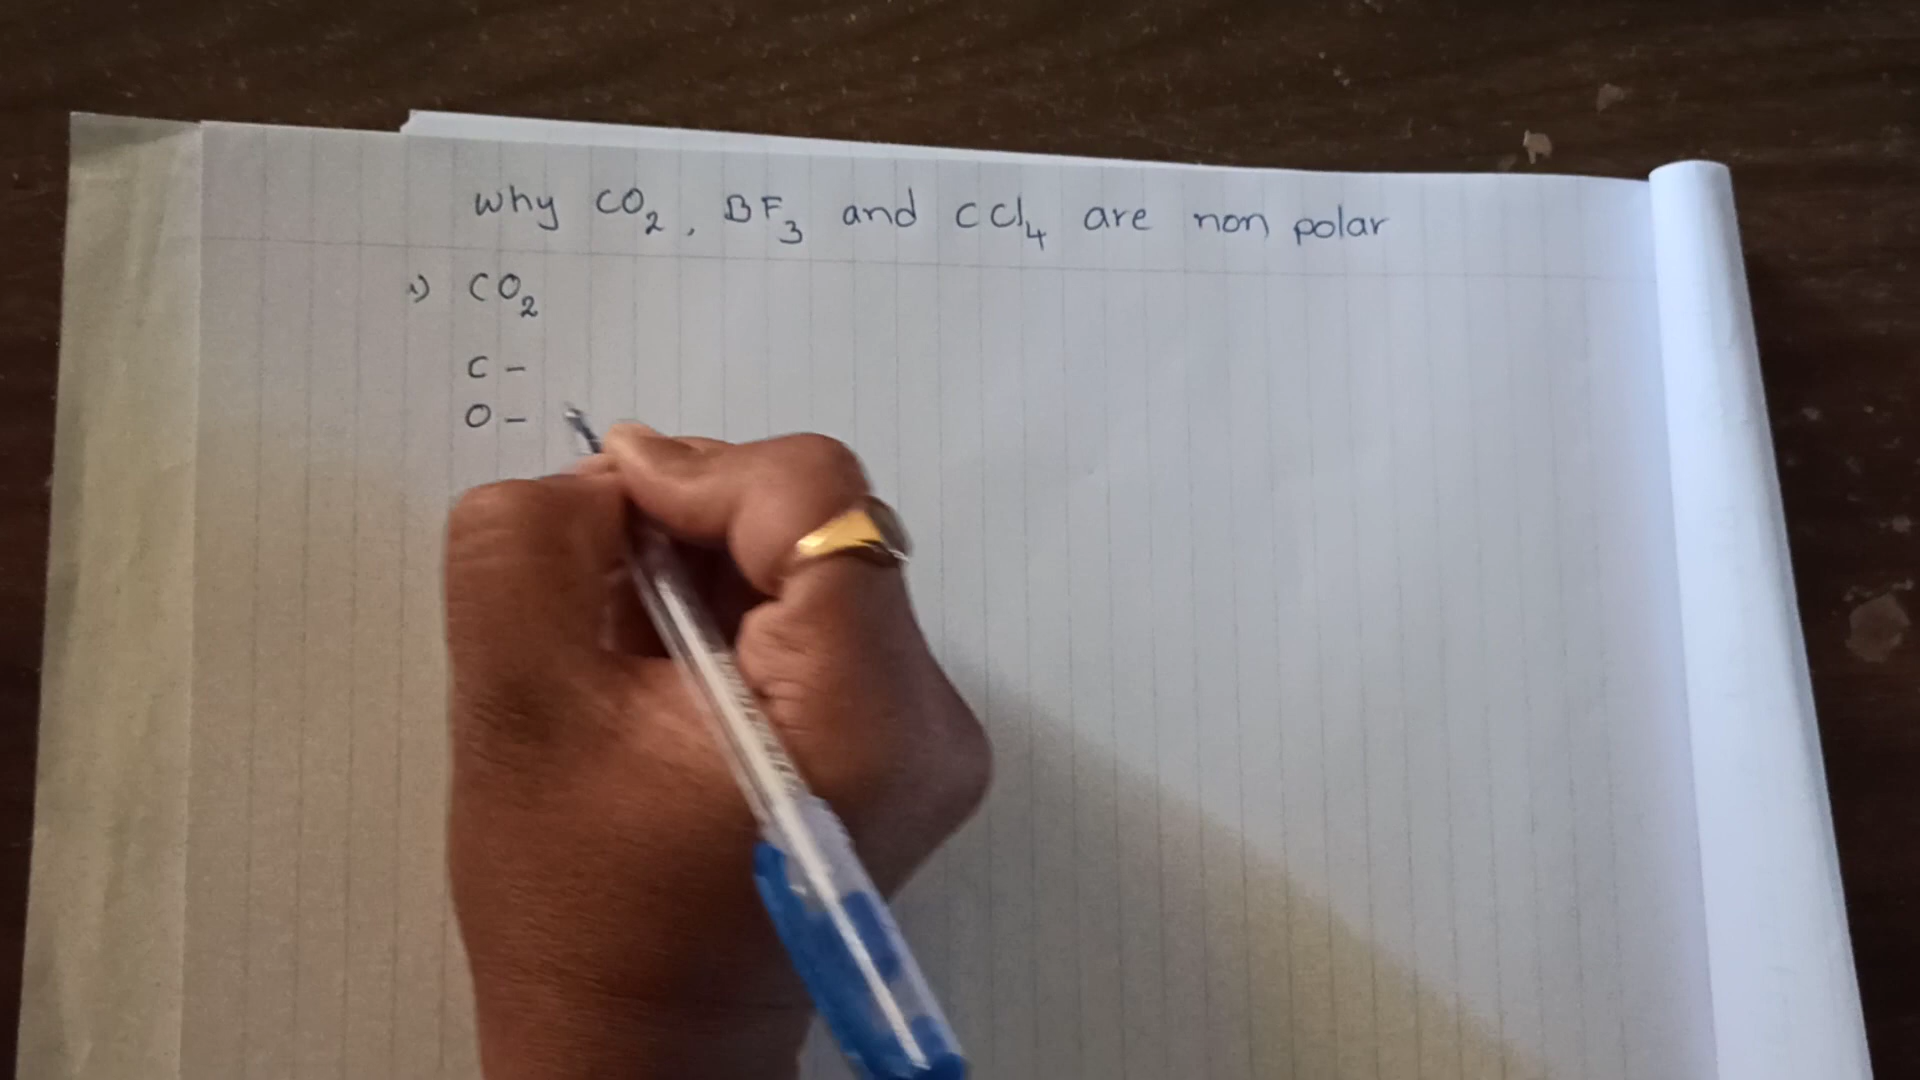 why CO₂, BF₃ and CCl₄ are non polar
1) CO₂
C -
O -